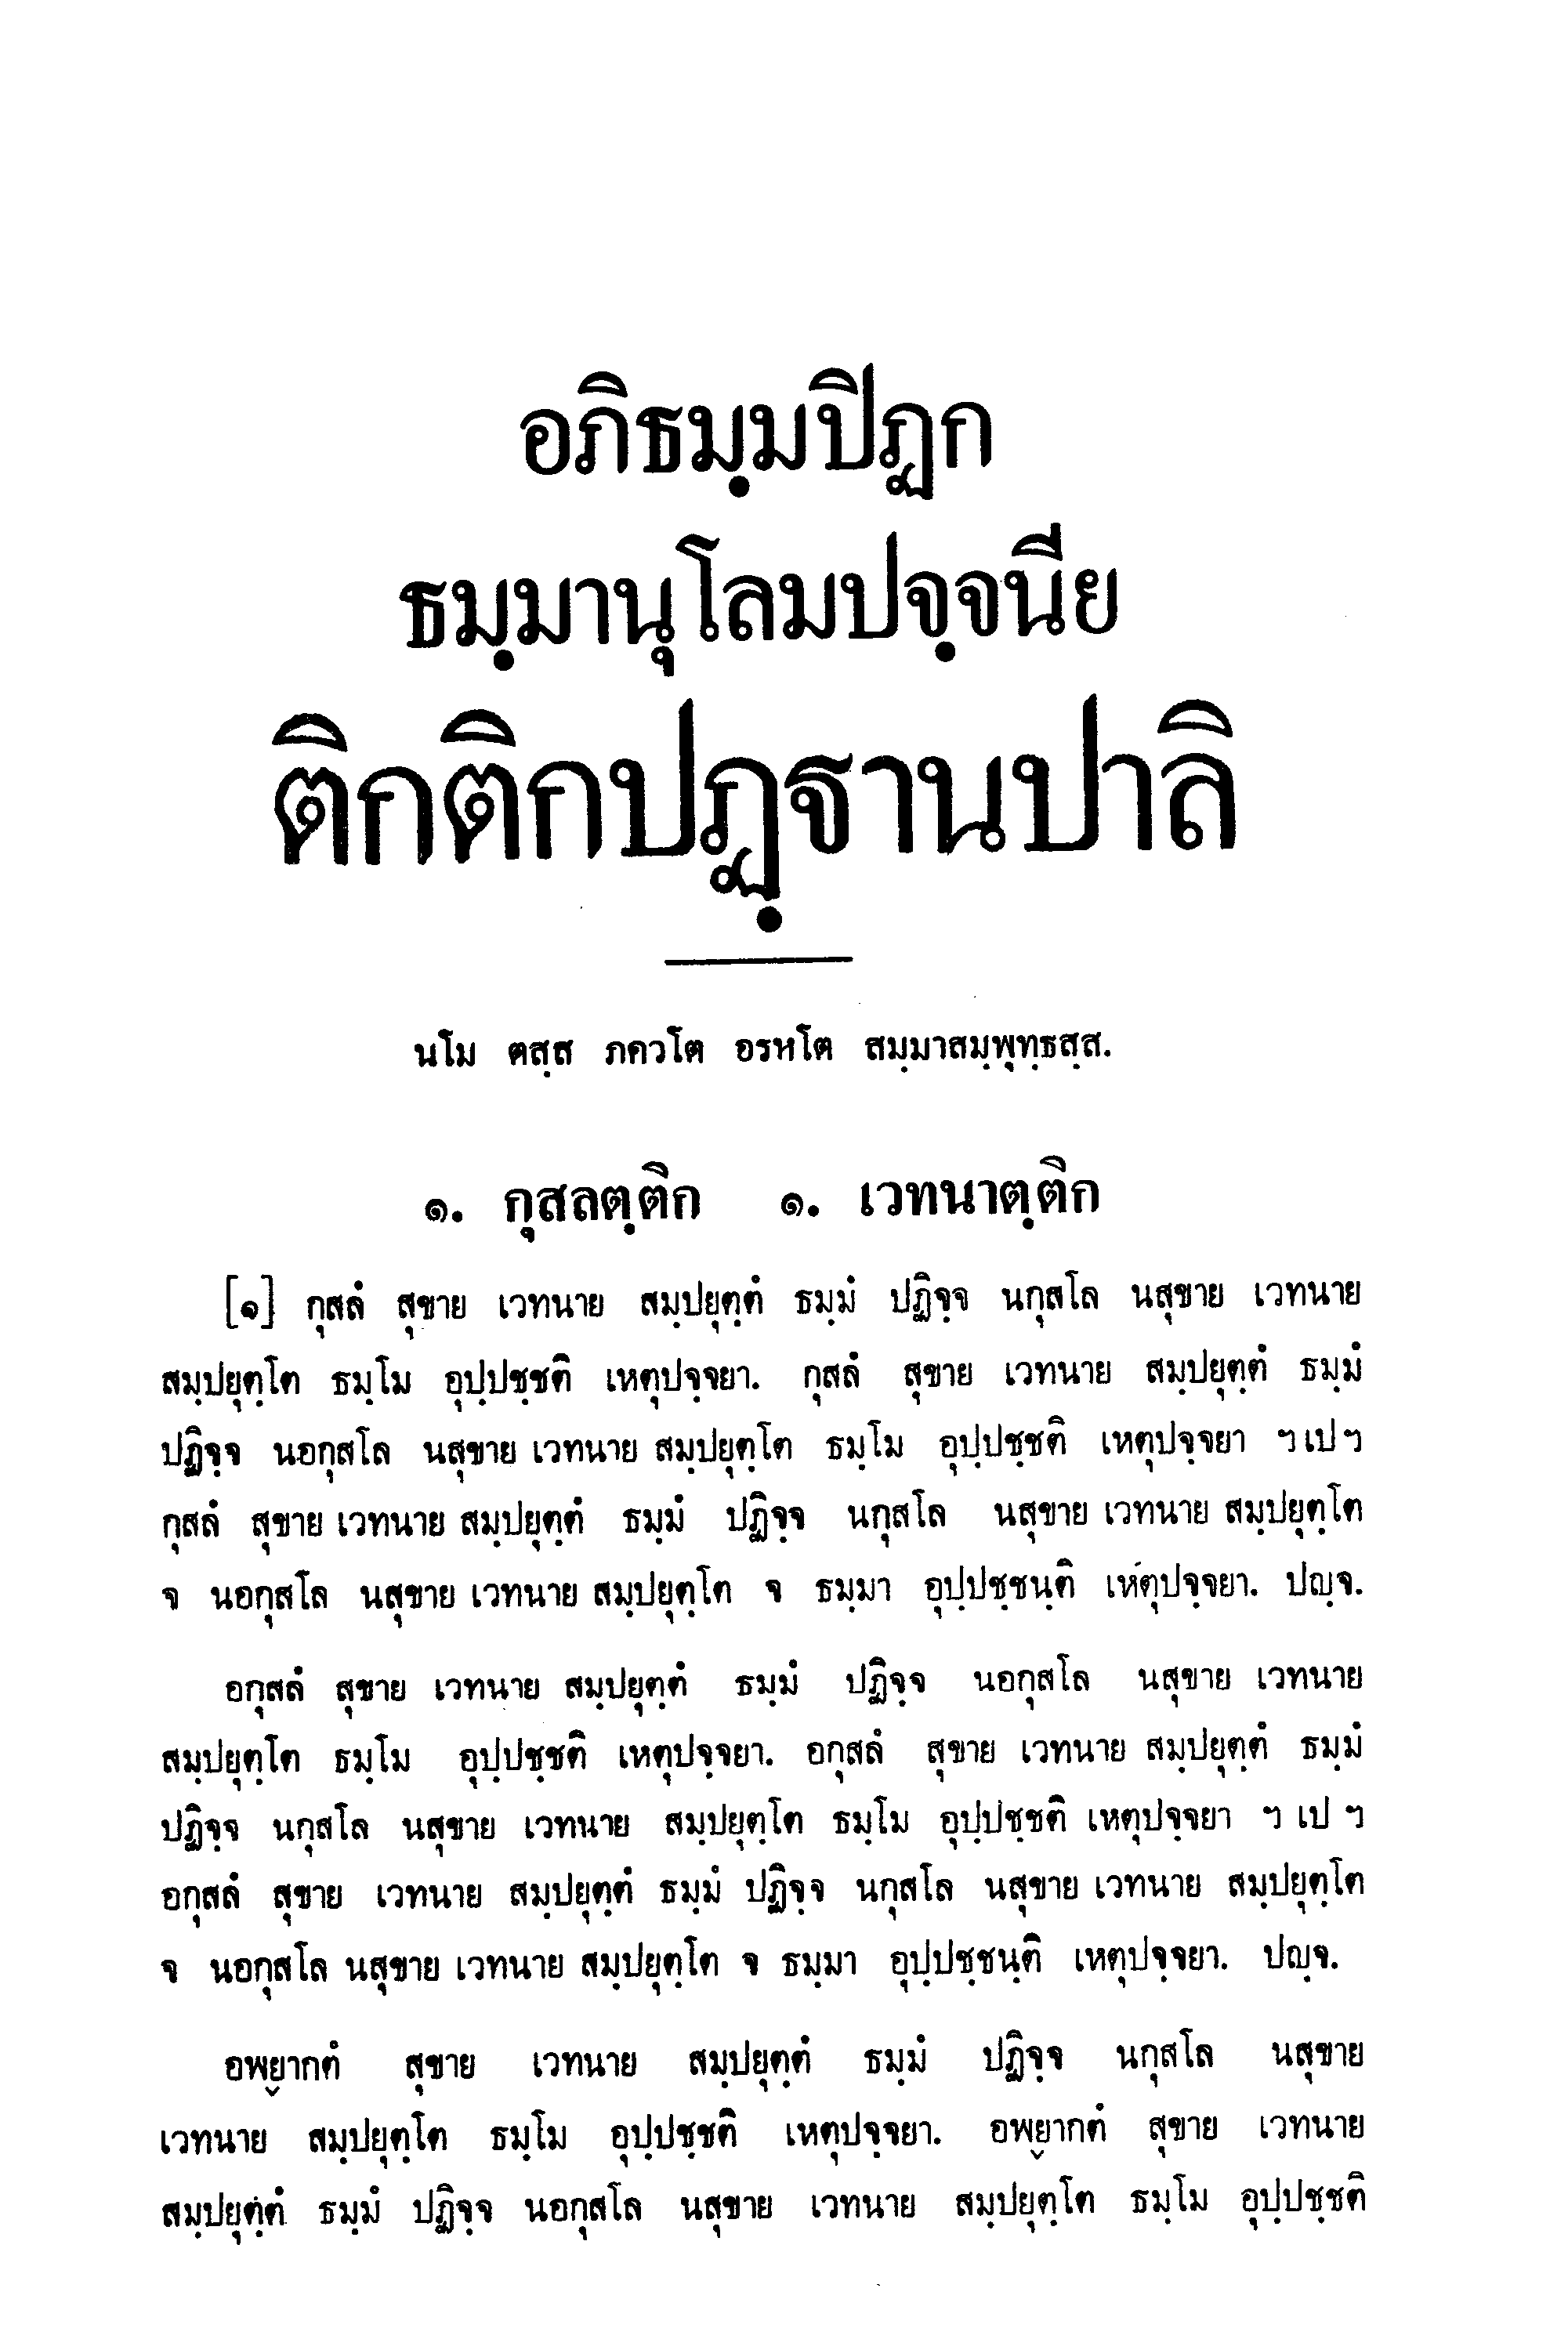 อภิธมฺมปิฏก
ธมฺมานุโลมปจฺจนีย
ติกติกปฏฺฐานปาลิ
นโม ตสฺส ภควโต อรหโต สมฺมาสมฺพุทฺธสฺส.
๑. กุสลตฺติก ๑. เวทนาตฺติก
[๑] กุสลํ สุขาย เวทนาย สมฺปยุตฺตํ ธมฺมํ ปฏิจฺจ นกุสโล นสุขาย เวทนาย
สมฺปยุตฺโต ธมฺโม อุปฺปชฺชติ เหตุปจฺจยา. กุสลํ สุขาย เวทนาย สมฺปยุตฺตํ ธมฺมํ
ปฏิจฺจ นอกุสโล นสุขาย เวทนาย สมฺปยุตฺโต ธมฺโม อุปฺปชฺชติ เหตุปจฺจยา ฯ เป ฯ
กุสลํ สุขาย เวทนาย สมฺปยุตฺตํ ธมฺมํ ปฏิจฺจ นกุสโล นสุขาย เวทนาย สมฺปยุตฺโต
จ นอกุสโล นสุขาย เวทนาย สมฺปยุตฺโต จ ธมฺมา อุปฺปชฺชนฺติ เหตุปจฺจยา. ปญฺจ.
อกุสลํ สุขาย เวทนาย สมฺปยุตฺตํ ธมฺมํ ปฏิจฺจ นอกุสโล นสุขาย เวทนาย
สมฺปยุตฺโต ธมฺโม อุปฺปชฺชติ เหตุปจฺจยา. อกุสลํ สุขาย เวทนาย สมฺปยุตฺตํ ธมฺมํ
ปฏิจฺจ นกุสโล นสุขาย เวทนาย สมฺปยุตฺโต ธมฺโม อุปฺปชฺชติ เหตุปจฺจยา ฯ เป ฯ
อกุสลํ สุขาย เวทนาย สมฺปยุตฺตํ ธมฺมํ ปฏิจฺจ นกุสโล นสุขาย เวทนาย สมฺปยุตฺโต
จ นอกุสโล นสุขาย เวทนาย สมฺปยุตฺโต จ ธมฺมา อุปฺปชฺชนฺติ เหตุปจฺจยา. ปญฺจ.
อพฺยากตํ สุขาย เวทนาย สมฺปยุตฺตํ ธมฺมํ ปฏิจฺจ นกุสโล นสุขาย
เวทนาย สมฺปยุตฺโต ธมฺโม อุปฺปชฺชติ เหตุปจฺจยา. อพฺยากตํ สุขาย เวทนาย
สมฺปยุตฺตํ ธมฺมํ ปฏิจฺจ นอกุสโล นสุขาย เวทนาย สมฺปยุตฺโต ธมฺโม อุปฺปชฺชติ